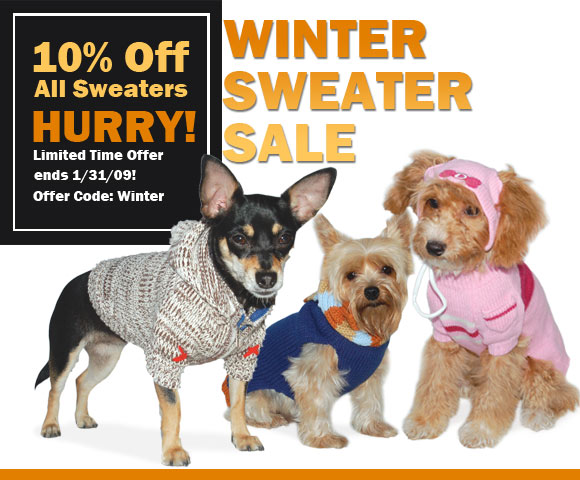 10% Off
All Sweaters
HURRY!
Limited Time Offer
ends 1/31/09!
Offer Code: Winter
WINTER
SWEATER
SALE